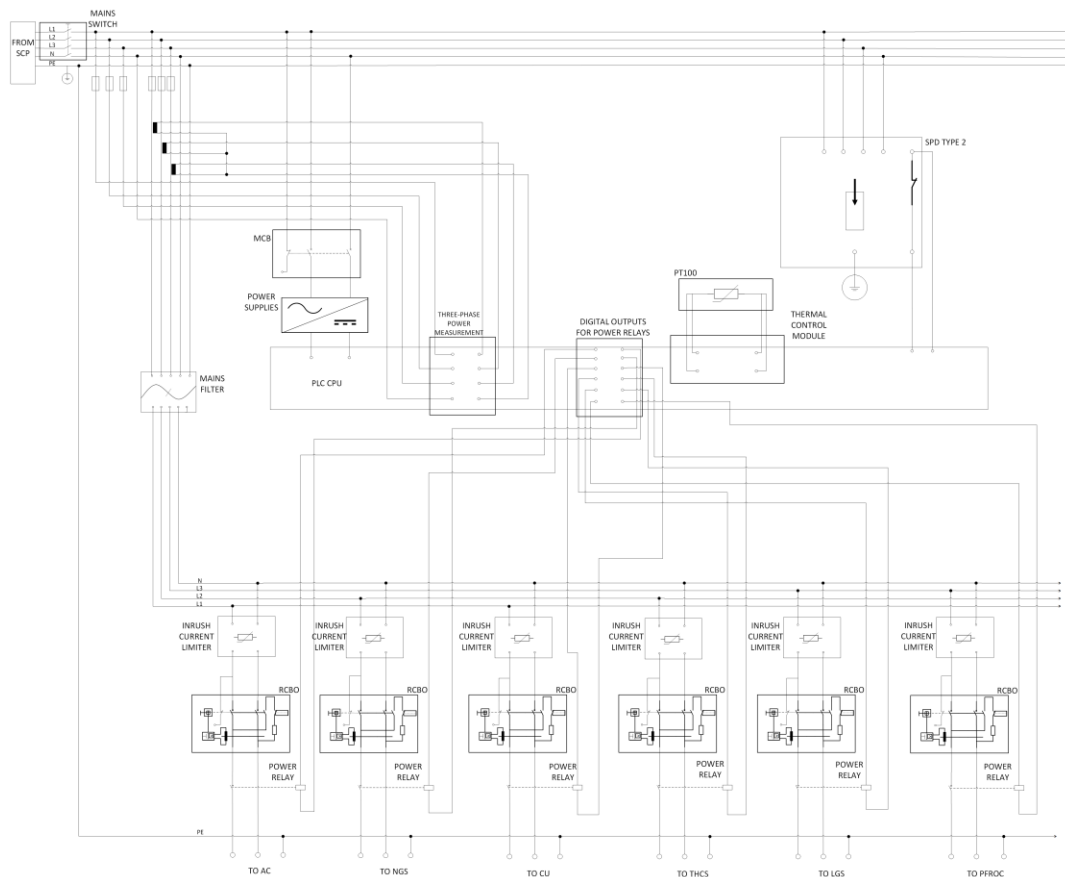 MAINS
SWITCH
FROM
SCP
L1
L2
L3
N
PE
SPD TYPE 2
MCB
POWER
SUPPLIES
PT100
THERMAL
CONTROL
MODULE
THREE-PHASE
POWER
MEASUREMENT
DIGITAL OUTPUTS
FOR POWER RELAYS
PLC CPU
MAINS
FILTER
N
L3
L2
L1
INRUSH
CURRENT
LIMITER
INRUSH
CURRENT
LIMITER
INRUSH
CURRENT
LIMITER
INRUSH
CURRENT
LIMITER
INRUSH
CURRENT
LIMITER
INRUSH
CURRENT
LIMITER
RCBO
RCBO
RCBO
RCBO
RCBO
RCBO
POWER
RELAY
POWER
RELAY
POWER
RELAY
POWER
RELAY
POWER
RELAY
POWER
RELAY
PE
TO AC
TO NGS
TO CU
TO THCS
TO LGS
TO PFROC